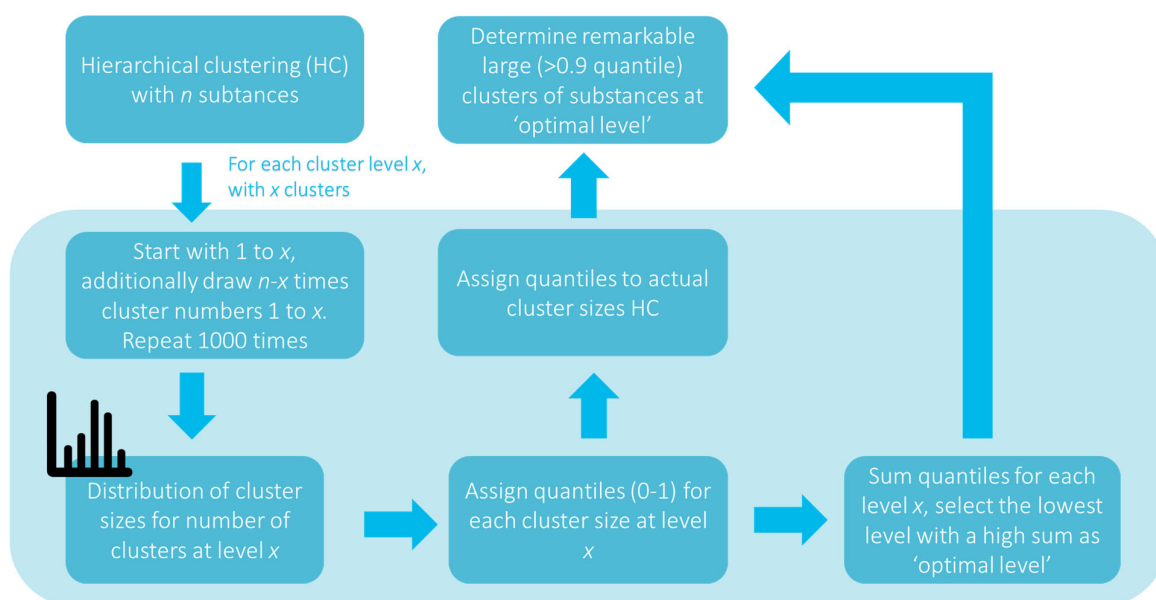 Hierarchical clustering (HC)
with n subtances
For each cluster level x,
with x clusters
Start with 1 to x,
additionally draw n-x times
cluster numbers 1 to x.
Repeat 1000 times
Distribution of cluster
sizes for number of
clusters at level x
Assign quantiles (0-1) for
each cluster size at level
x
Assign quantiles to actual
cluster sizes HC
Determine remarkable
large (>0.9 quantile)
clusters of substances at
‘optimal level’
Sum quantiles for each
level x, select the lowest
level with a high sum as
‘optimal level’